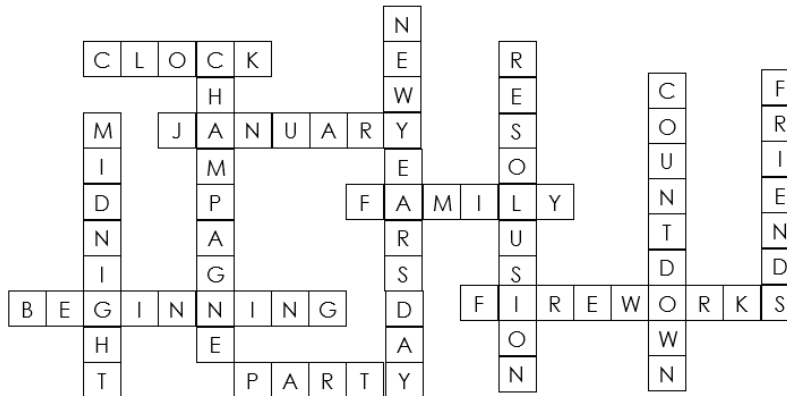 NEWYEARSDAY
CLOCK
CHAMPAGNE
RESOLUSION
COUNTDOWN
FRIENDS
MIDNIGHT
JANUARY
FAMILY
BEGINNING
FIREWORKS
PARTY